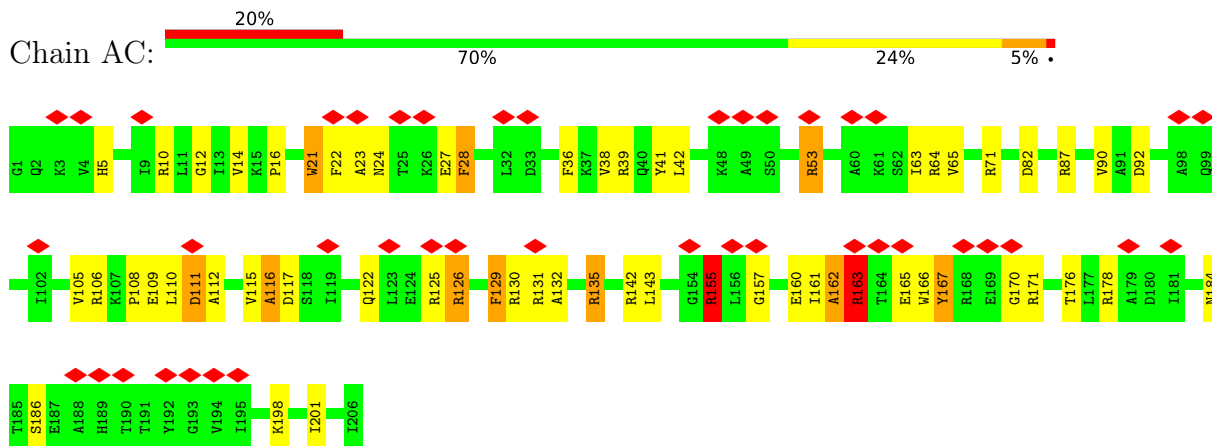 20%
Chain AC:
70% 24% 5% •
G1 Q2 K3 V4 H5 I9 R10 L11 G12 I13 V14 K15 P16 W21 F22 A23 N24 T25 K26 E27 F28 L32 D33 F36 K37 V38 R39 Q40 Y41 L42 K48 A49 S50 R53 A60 K61 S62 I63 R64 V65 R71 D82 R87 V90 A91 D92 A98 Q99
I102 V105 R106 K107 P108 E109 L110 D111 A112 V115 A116 D117 S118 I119 Q122 L123 E124 R125 R126 F129 R130 R131 A132 R135 R142 L143 G154 R155 L156 G157 E160 I161 A162 R163 T164 E165 W166 Y167 R168 E169 G170 R171 T176 L177 R178 A179 D180 I181 N184
T185 S186 E187 A188 H189 T190 T191 Y192 G193 V194 I195 K198 I201 I206